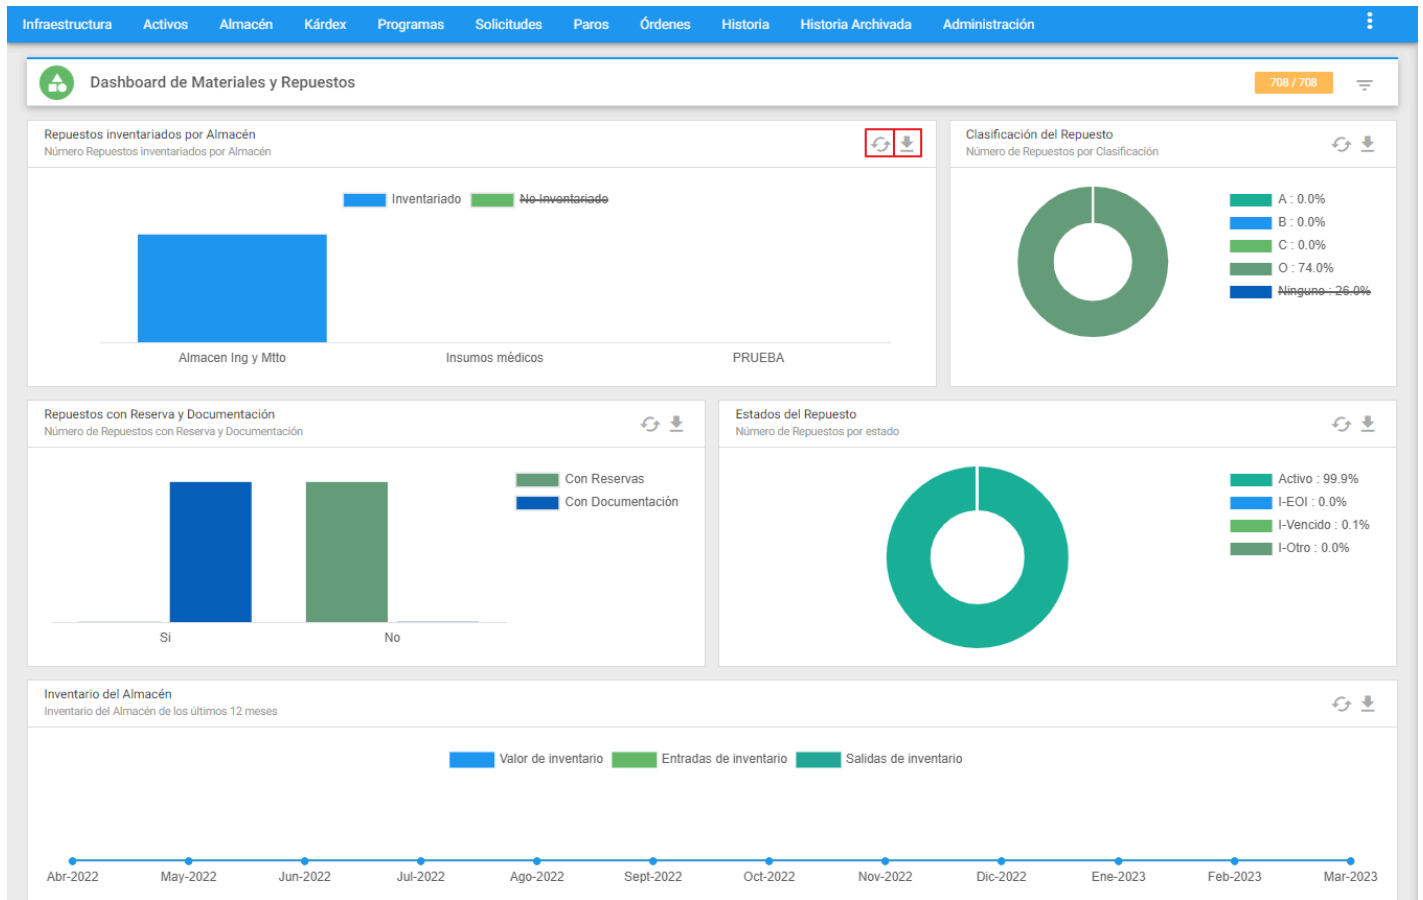 Infraestructura Activos Almacén Kárdex Programas Solicitudes Paros Órdenes Historia Historia Archivada Administración
Dashboard de Materiales y Repuestos 708 / 708
Repuestos inventariados por Almacén
Número Repuestos inventariados por Almacén
Inventariado No Inventariado
Almacen Ing y Mtto Insumos médicos PRUEBA
Clasificación del Repuesto
Número de Repuestos por Clasificación
A : 0.0%
B : 0.0%
C : 0.0%
O : 74.0%
Ninguno : 26.0%
Repuestos con Reserva y Documentación
Número de Repuestos con Reserva y Documentación
Con Reservas
Con Documentación
Si No
Estados del Repuesto
Número de Repuestos por estado
Activo : 99.9%
I-EOI : 0.0%
I-Vencido : 0.1%
I-Otro : 0.0%
Inventario del Almacén
Inventario del Almacén de los últimos 12 meses
Valor de inventario Entradas de inventario Salidas de inventario
Abr-2022 May-2022 Jun-2022 Jul-2022 Ago-2022 Sept-2022 Oct-2022 Nov-2022 Dic-2022 Ene-2023 Feb-2023 Mar-2023